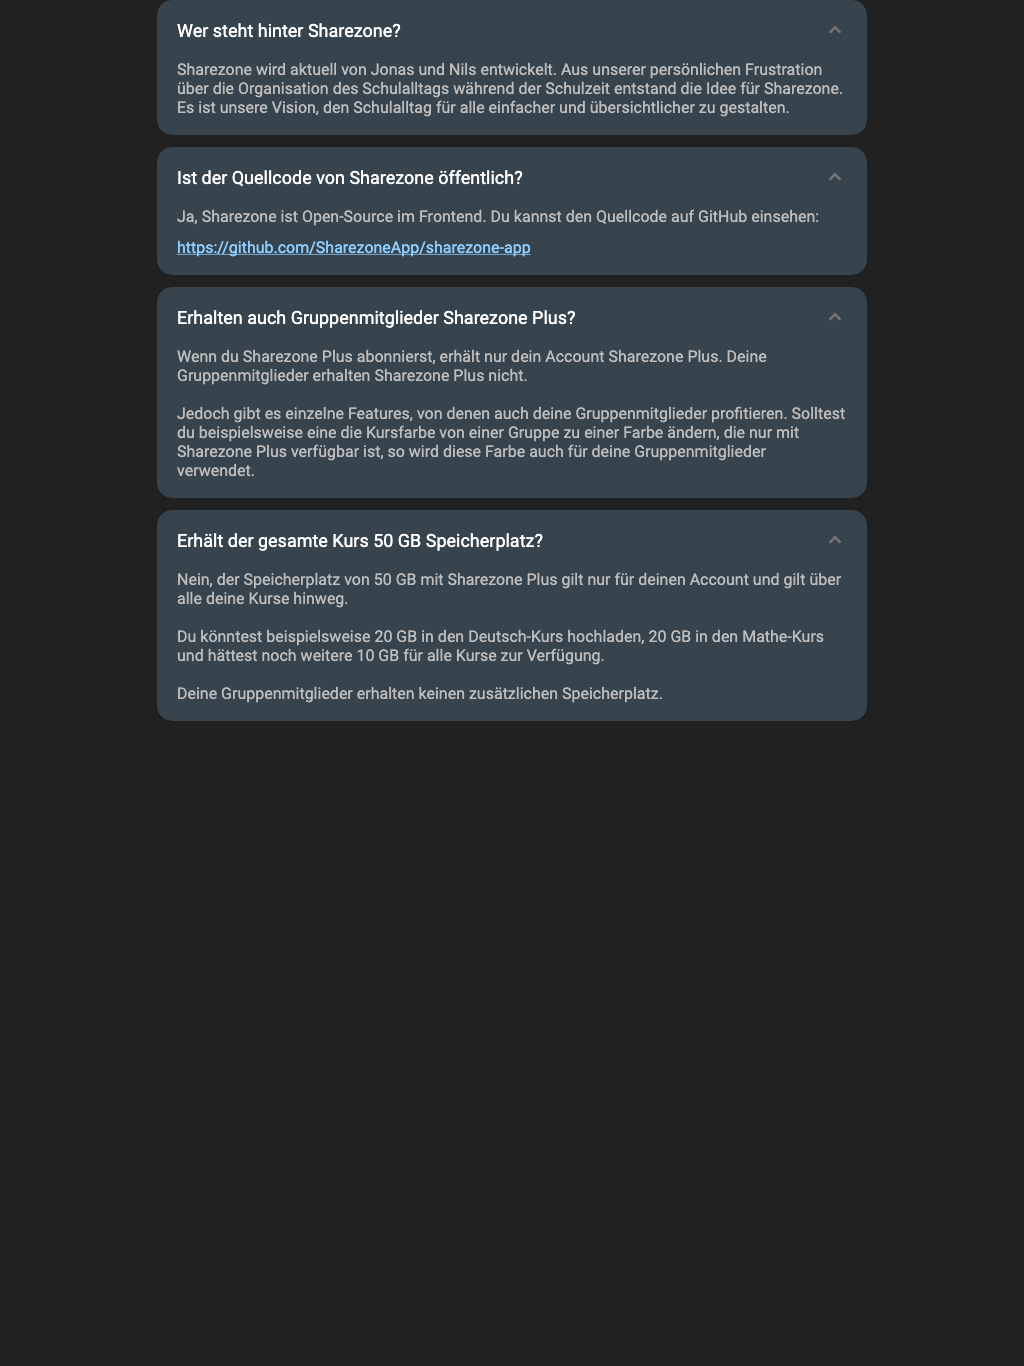 Wer steht hinter Sharezone?
Sharezone wird aktuell von Jonas und Nils entwickelt. Aus unserer persönlichen Frustration
über die Organisation des Schulalltags während der Schulzeit entstand die Idee für Sharezone.
Es ist unsere Vision, den Schulalltag für alle einfacher und übersichtlicher zu gestalten.
Ist der Quellcode von Sharezone öffentlich?
Ja, Sharezone ist Open-Source im Frontend. Du kannst den Quellcode auf GitHub einsehen:
https://github.com/SharezoneApp/sharezone-app
Erhalten auch Gruppenmitglieder Sharezone Plus?
Wenn du Sharezone Plus abonnierst, erhält nur dein Account Sharezone Plus. Deine
Gruppenmitglieder erhalten Sharezone Plus nicht.
Jedoch gibt es einzelne Features, von denen auch deine Gruppenmitglieder profitieren. Solltest
du beispielsweise eine die Kursfarbe von einer Gruppe zu einer Farbe ändern, die nur mit
Sharezone Plus verfügbar ist, so wird diese Farbe auch für deine Gruppenmitglieder
verwendet.
Erhält der gesamte Kurs 50 GB Speicherplatz?
Nein, der Speicherplatz von 50 GB mit Sharezone Plus gilt nur für deinen Account und gilt über
alle deine Kurse hinweg.
Du könntest beispielsweise 20 GB in den Deutsch-Kurs hochladen, 20 GB in den Mathe-Kurs
und hättest noch weitere 10 GB für alle Kurse zur Verfügung.
Deine Gruppenmitglieder erhalten keinen zusätzlichen Speicherplatz.